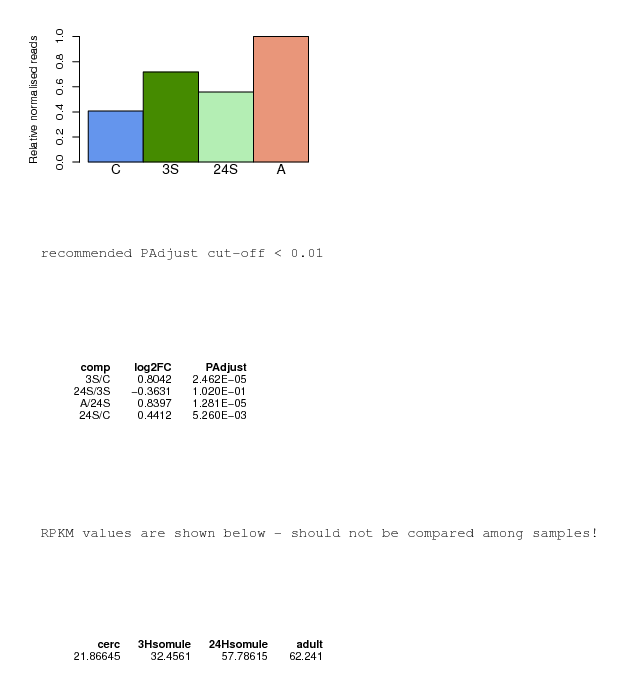 Relative normalised reads
1.0
0.8
0.6
0.4
0.2
0.0
C 3S 24S A
recommended PAdjust cut-off < 0.01
comp log2FC PAdjust
3S/C 0.8042 2.462E−05
24S/3S −0.3631 1.020E−01
A/24S 0.8397 1.281E−05
24S/C 0.4412 5.260E−03
RPKM values are shown below - should not be compared among samples!
cerc 3Hsomule 24Hsomule adult
21.86645 32.4561 57.78615 62.241